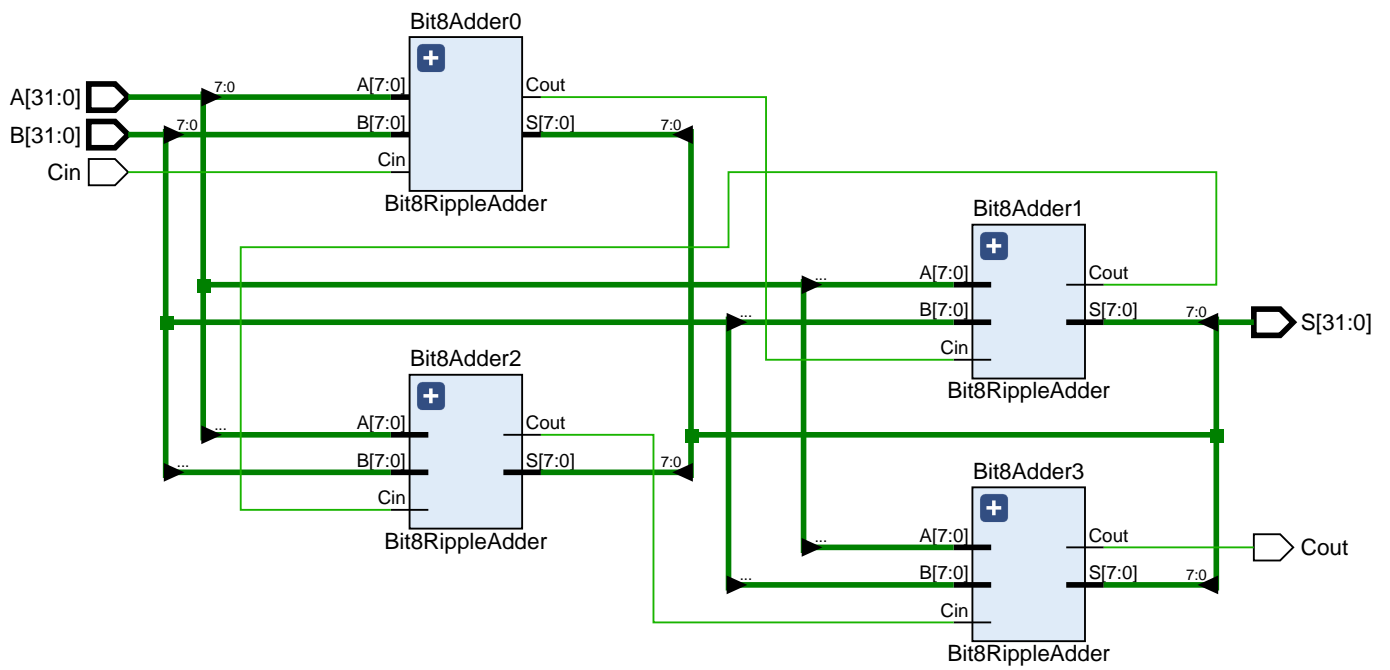 Bit8Adder0
A[31:0]
7:0
A[7:0]
Cout
B[31:0]
7:0
B[7:0]
S[7:0]
7:0
Cin
Cin
Bit8RippleAdder
Bit8Adder1
...
A[7:0]
Cout
...
B[7:0]
S[7:0]
7:0
S[31:0]
Cin
Bit8RippleAdder
Bit8Adder2
...
A[7:0]
Cout
...
B[7:0]
S[7:0]
7:0
Cin
Bit8RippleAdder
Bit8Adder3
...
A[7:0]
Cout
Cout
...
B[7:0]
S[7:0]
7:0
Cin
Bit8RippleAdder